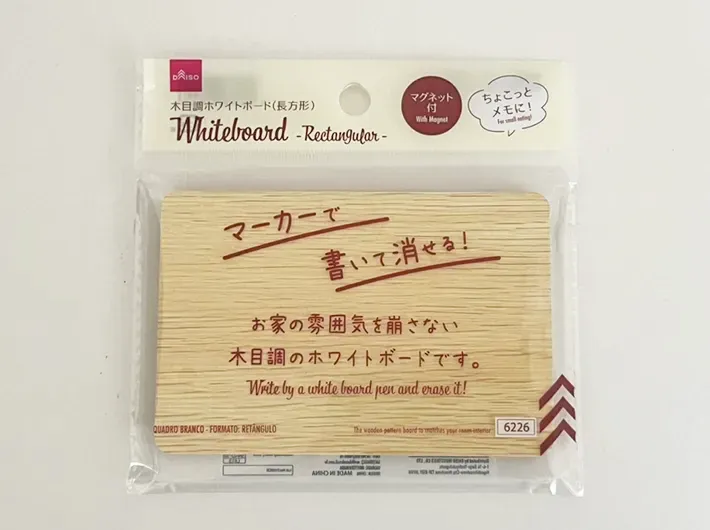 DAISO
木目調ホワイトボード(長方形)
Whiteboard -Rectangular-
マグネット
付
With Magnet
ちょこっと
メモに!
For small noting!
マーカーで
書いて消せる!
お家の雰囲気を崩さない
木目調のホワイトボードです。
Write by a white board pen and erase it!
QUADRO BRANCO - FORMATO: RETÂNGULO
The wooden pattern board to matches your room interior
6226
MADE IN CHINA